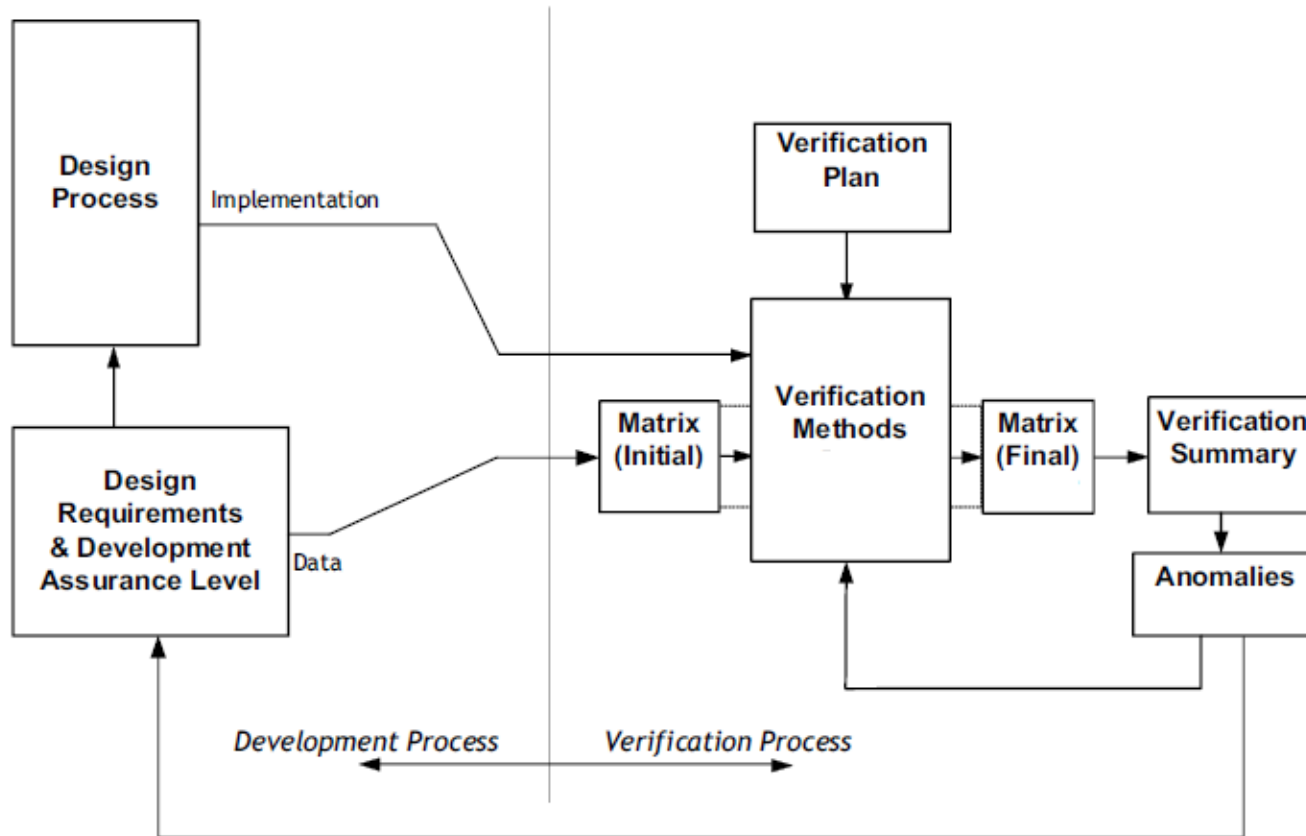 Design
Process
Implementation
Verification
Plan
Verification
Methods
Matrix
(Initial)
Matrix
(Final)
Verification
Summary
Design
Requirements
& Development
Assurance Level
Data
Anomalies
Development Process
Verification Process